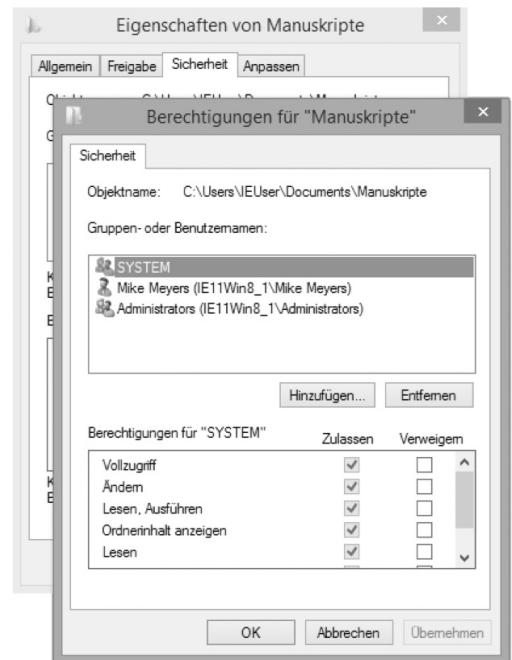 Eigenschaften von Manuskripte
Allgemein Freigabe Sicherheit Anpassen
Berechtigungen für "Manuskripte"
Sicherheit
Objektname: C:\Users\IEUser\Documents\Manuskripte
Gruppen- oder Benutzernamen:
SYSTEM
Mike Meyers (IE11Win8_1\Mike Meyers)
Administrators (IE11Win8_1\Administrators)
Hinzufügen... Entfernen
Berechtigungen für "SYSTEM" Zulassen Verweigern
Vollzugriff
Ändern
Lesen, Ausführen
Ordnerinhalt anzeigen
Lesen
OK Abbrechen Übernehmen